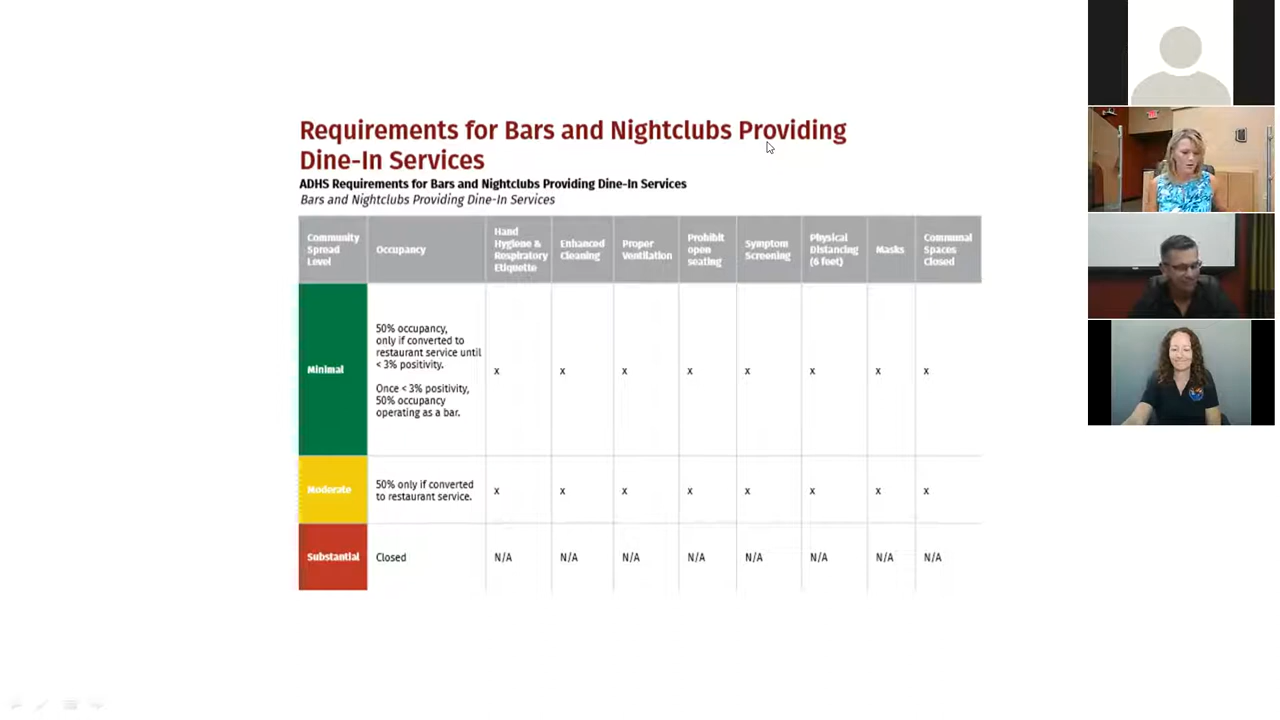 Requirements for Bars and Nightclubs Providing
Dine-In Services
ADHS Requirements for Bars and Nightclubs Providing Dine-In Services
Bars and Nightclubs Providing Dine-In Services
Community
Spread
Level
Occupancy
Hand
Hygiene &
Respiratory
Etiquette
Enhanced
Cleaning
Proper
Ventilation
Prohibit
open
seating
Symptom
Screening
Physical
Distancing
(6 feet)
Masks
Communal
Spaces
Closed
Minimal
50% occupancy,
only if converted to
restaurant service until
< 3% positivity.
Once < 3% positivity,
50% occupancy
operating as a bar.
x x x x x x x x
Moderate
50% only if converted
to restaurant service.
x x x x x x x x
Substantial
Closed
N/A N/A N/A N/A N/A N/A N/A N/A